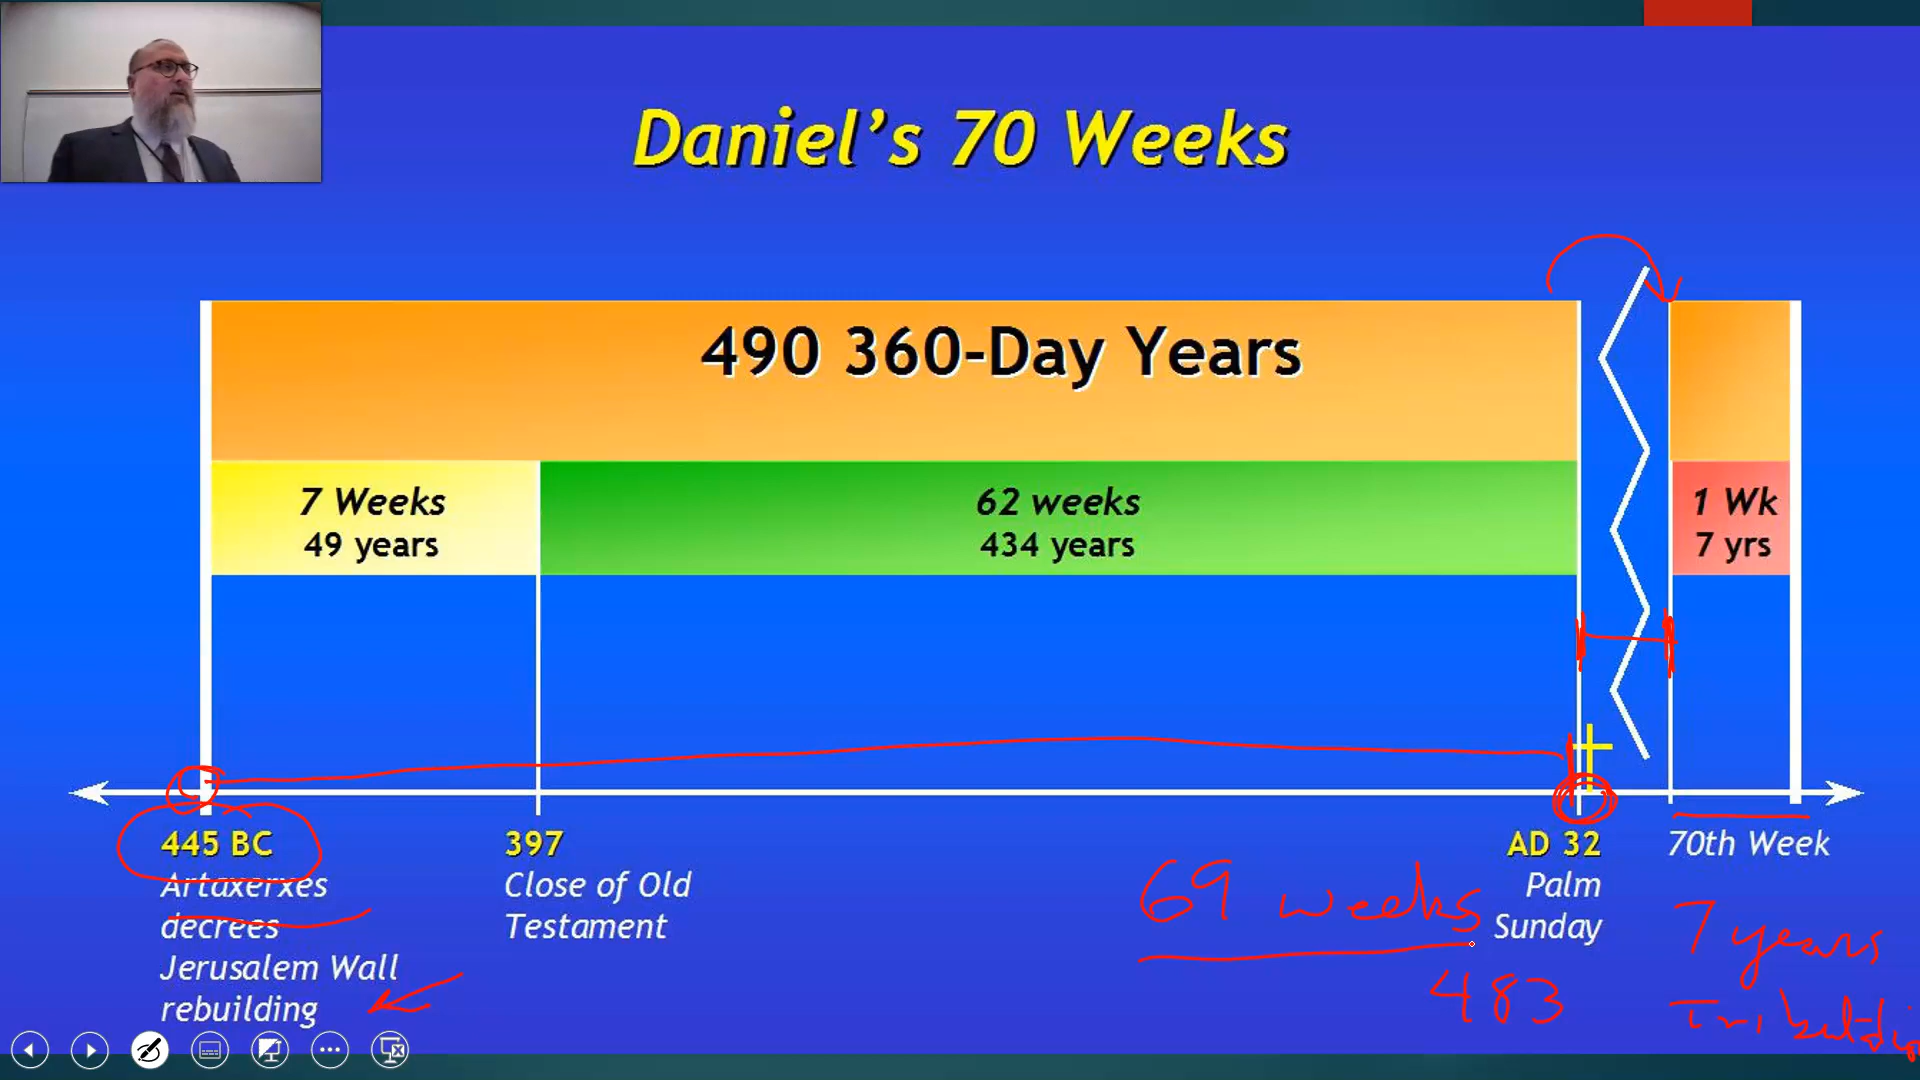 Daniel's 70 Weeks
490 360-Day Years
7 Weeks
49 years
62 weeks
434 years
1 Wk
7 yrs
445 BC
Artaxerxes
decrees
Jerusalem Wall
rebuilding
397
Close of Old
Testament
69 weeks
483
AD 32
Palm
Sunday
70th Week
7 years
Tribulatio